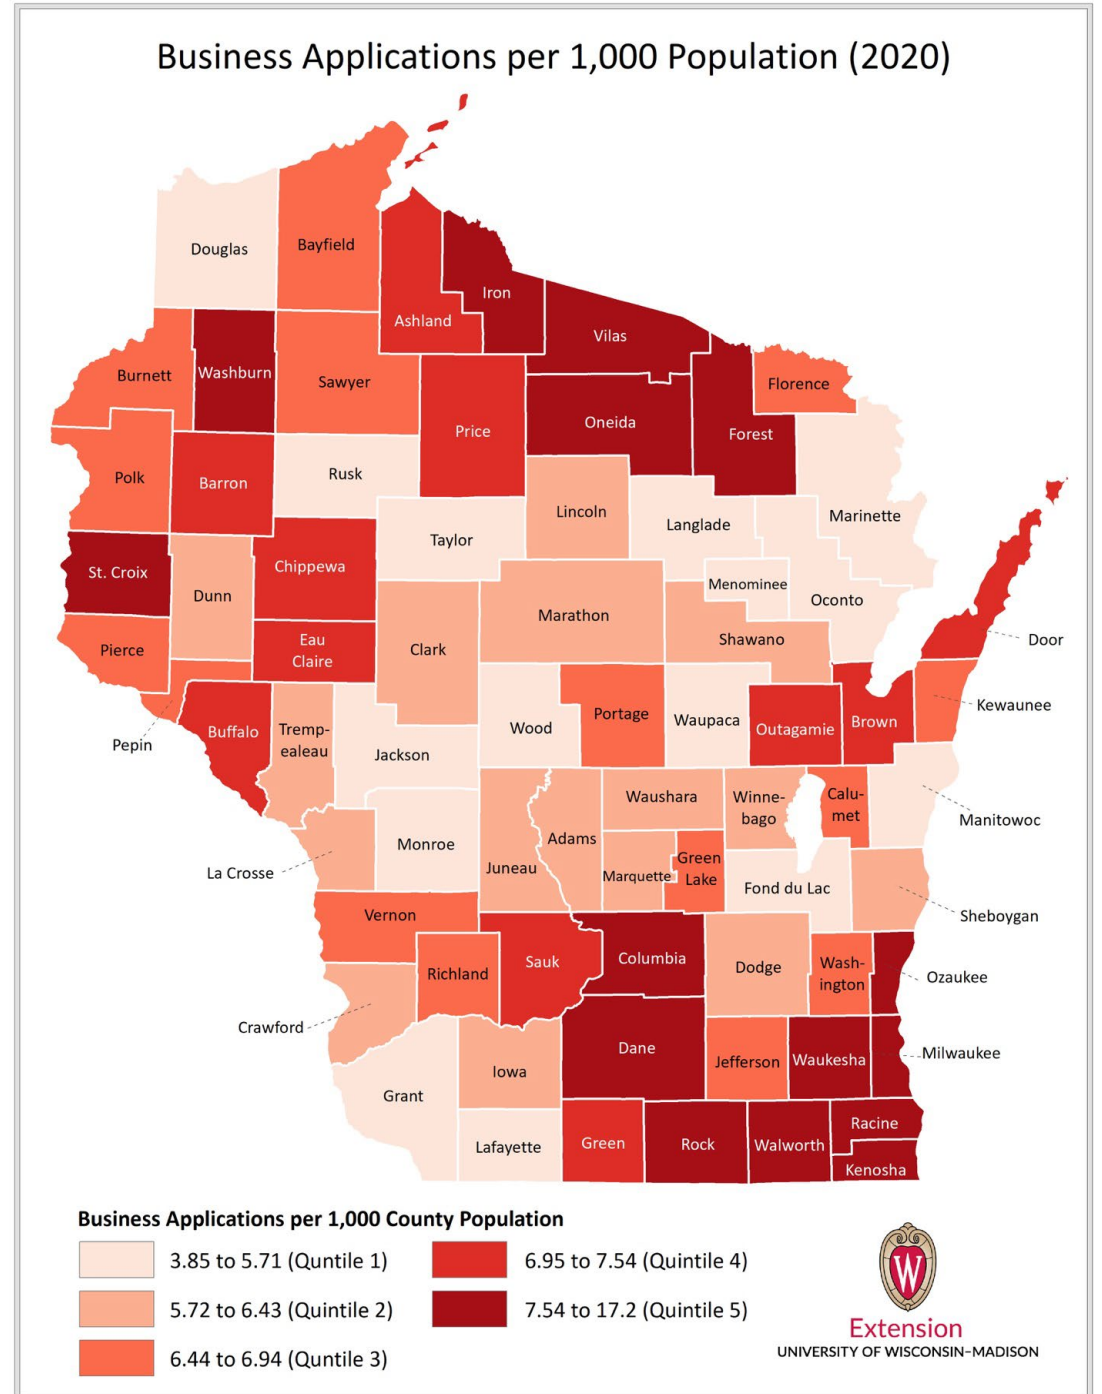 Business Applications per 1,000 Population (2020)
Douglas
Bayfield
Iron
Ashland
Vilas
Burnett
Washburn
Sawyer
Florence
Price
Oneida
Forest
Polk
Barron
Rusk
Lincoln
Langlade
Marinette
Taylor
St. Croix
Chippewa
Dunn
Menominee
Oconto
Marathon
Shawano
Door
Pierce
Eau
Claire
Clark
Kewaunee
Pepin
Buffalo
Tremp-
ealeau
Jackson
Wood
Portage
Waupaca
Outagamie
Brown
Waushara
Winne-
bago
Calu-
met
Manitowoc
La Crosse
Monroe
Juneau
Adams
Marquette
Green
Lake
Fond du Lac
Sheboygan
Vernon
Richland
Sauk
Columbia
Dodge
Wash-
ington
Ozaukee
Crawford
Dane
Jefferson
Waukesha
Milwaukee
Iowa
Grant
Lafayette
Green
Rock
Walworth
Racine
Kenosha
Business Applications per 1,000 County Population
3.85 to 5.71 (Quntile 1)
5.72 to 6.43 (Quintile 2)
6.44 to 6.94 (Quntile 3)
6.95 to 7.54 (Quintile 4)
7.54 to 17.2 (Quintile 5)
W
Extension
UNIVERSITY OF WISCONSIN–MADISON